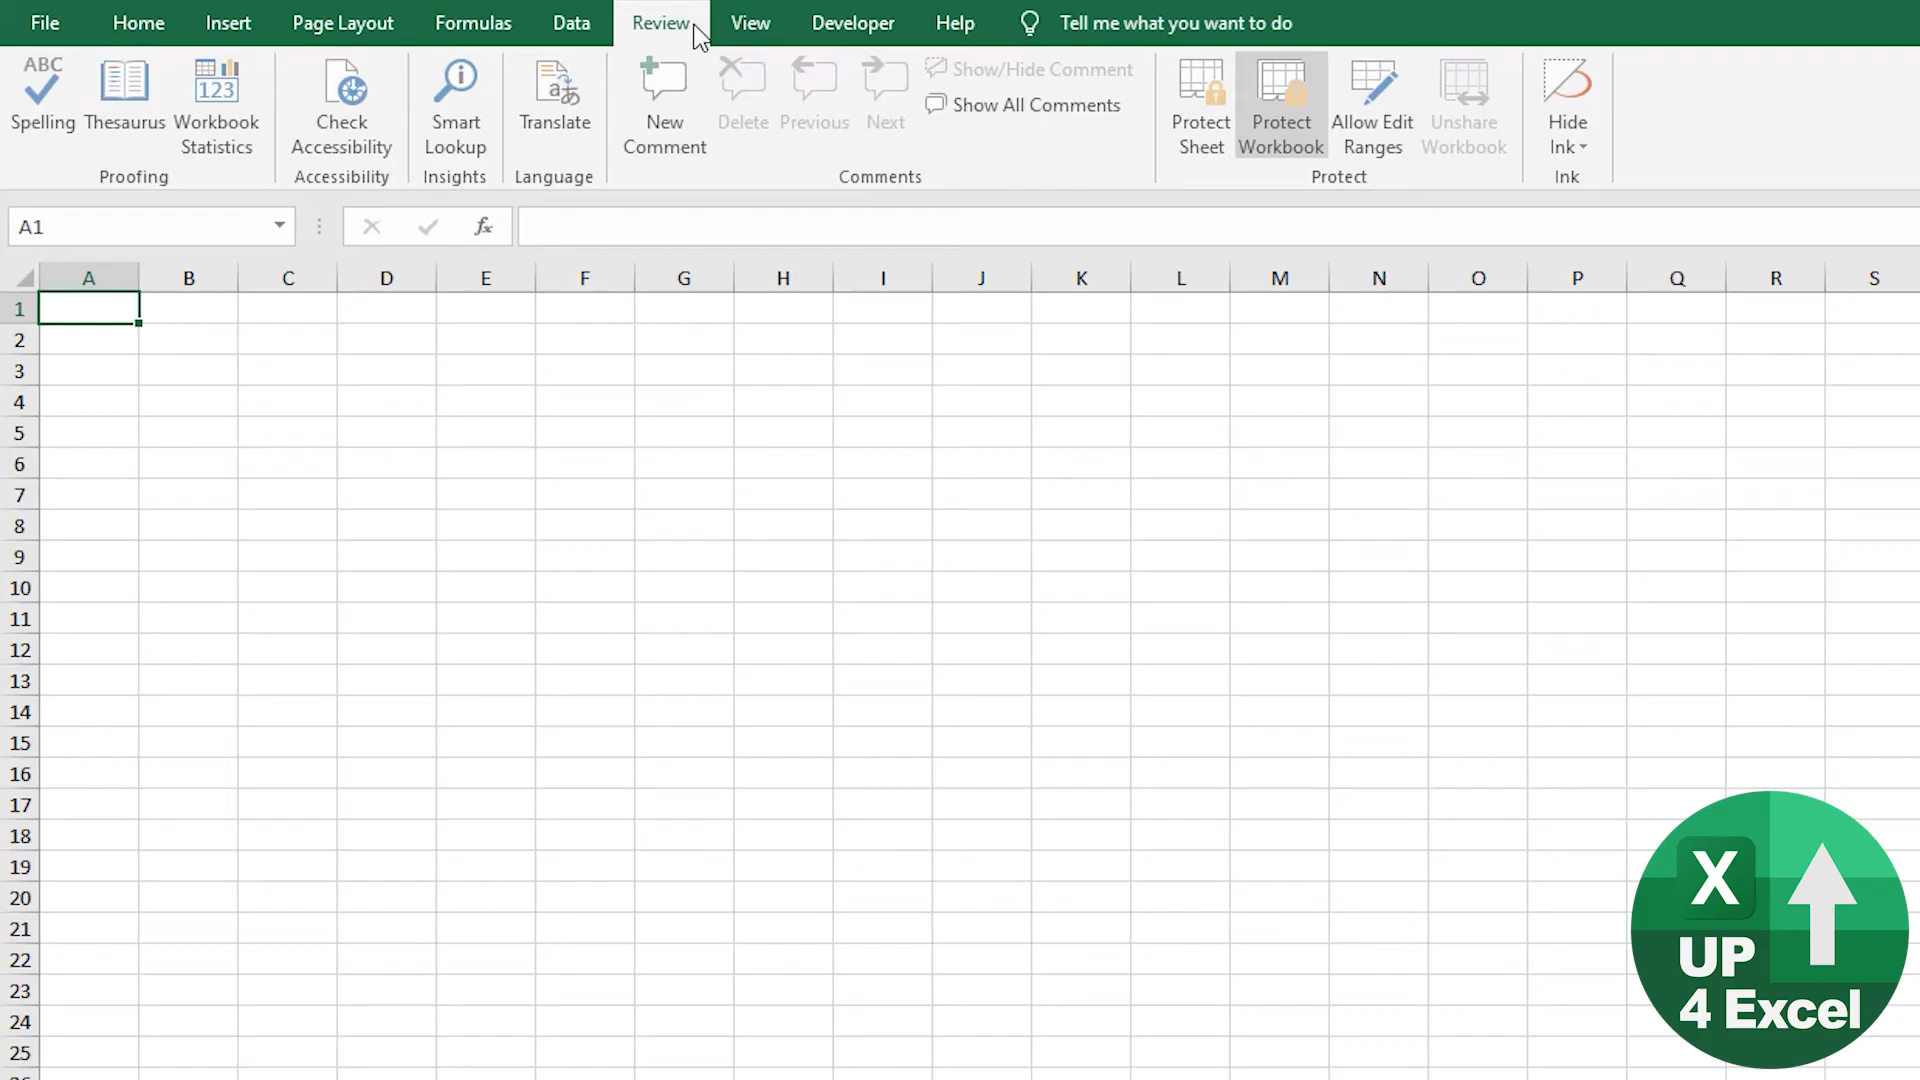 File Home Insert Page Layout Formulas Data Review View Developer Help Tell me what you want to do
ABC
Spelling
Thesaurus
123
Workbook
Statistics
Proofing
Check
Accessibility
Accessibility
Smart
Lookup
Insights
aあ
Translate
Language
New
Comment
Delete
Previous
Next
Show/Hide Comment
Show All Comments
Comments
Protect
Sheet
Protect
Workbook
Allow Edit
Ranges
Unshare
Workbook
Protect
Hide
Ink
Ink
A1
fx
A B C D E F G H I J K L M N O P Q R S
1
2
3
4
5
6
7
8
9
10
11
12
13
14
15
16
17
18
19
20
21
22
23
24
25
X
UP
4 Excel